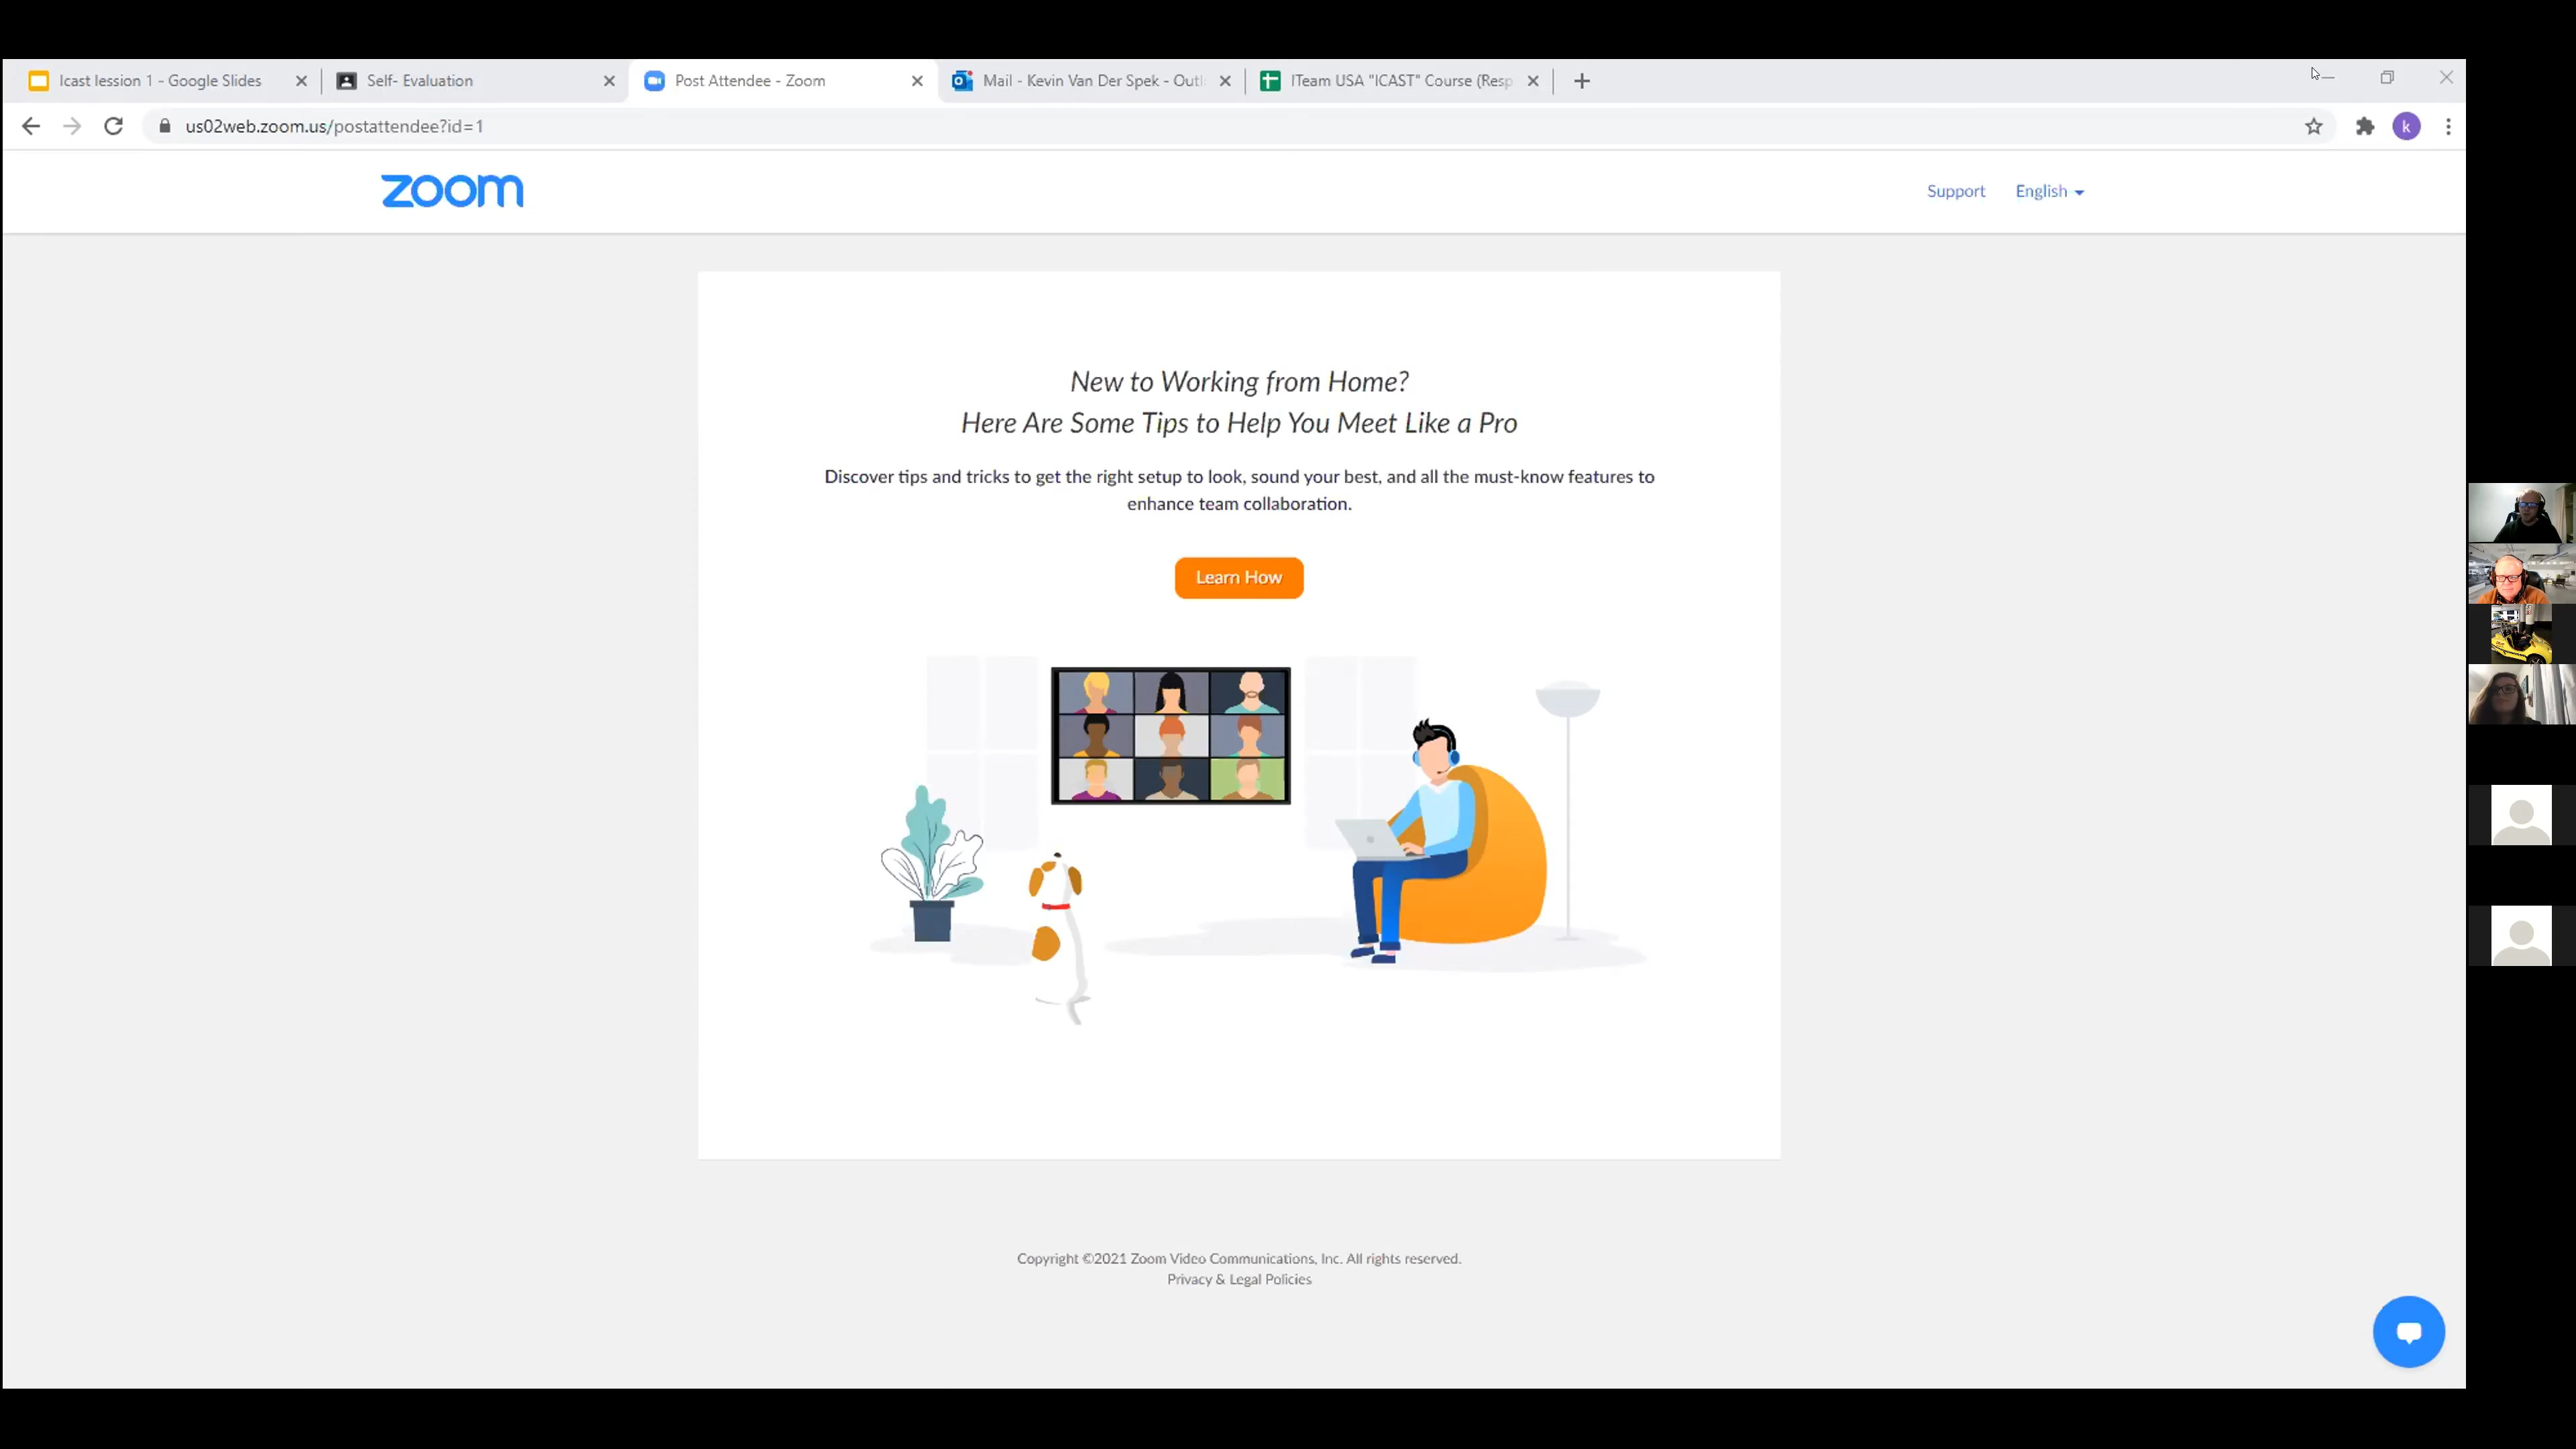 Icast lession 1 - Google Slides
Self- Evaluation
Post Attendee - Zoom
Mail - Kevin Van Der Spek - Outl
ITeam USA "ICAST" Course (Resp
us02web.zoom.us/postattendee?id=1
k
zoom
Support
English
New to Working from Home?
Here Are Some Tips to Help You Meet Like a Pro
Discover tips and tricks to get the right setup to look, sound your best, and all the must-know features to
enhance team collaboration.
Learn How
Copyright ©2021 Zoom Video Communications, Inc. All rights reserved.
Privacy & Legal Policies